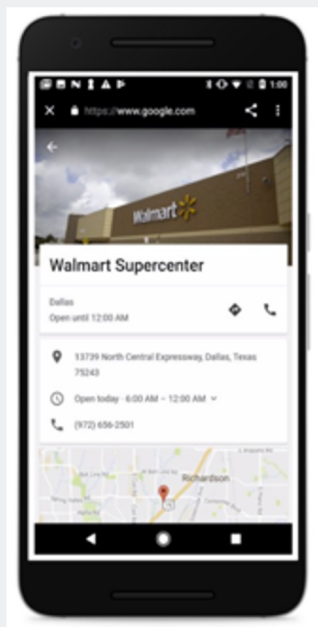 1:00
https://www.google.com
Walmart
Walmart Supercenter
Dallas
Open until 12:00 AM
13739 North Central Expressway, Dallas, Texas
75243
Open today · 6:00 AM – 12:00 AM
(972) 656-2501
Richardson